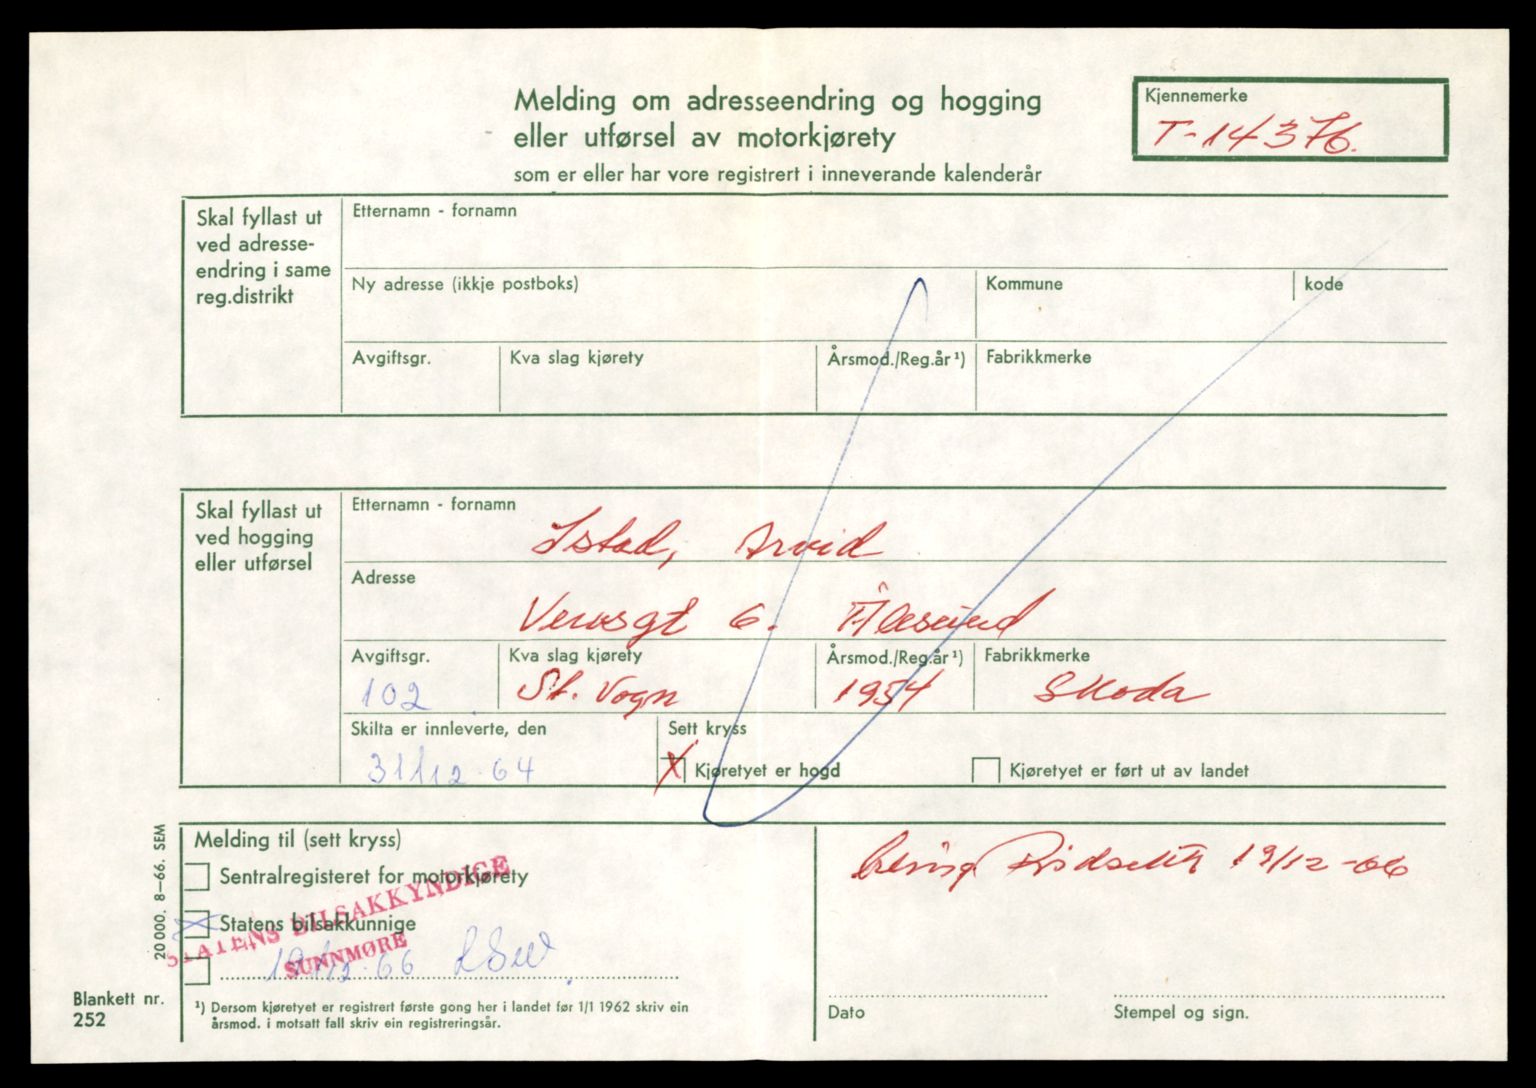 Melding om adresseendring og hogging
eller utførsel av motorkjørety
som er eller har vore registrert i inneverande kalenderår
Kjennemerke
T-14376.
Skal fyllast ut
ved adresse-
endring i same
reg.distrikt
Etternamn - fornamn
Ny adresse (ikkje postboks)
Kommune
kode
Avgiftsgr.
Kva slag kjørety
Årsmod./Reg.år¹)
Fabrikkmerke
Skal fyllast ut
ved hogging
eller utførsel
Etternamn - fornamn
Istad, Arvid
Adresse
6. Ålesund
Avgiftsgr.
102
Kva slag kjørety
St. Vogn
Årsmod./Reg.år¹)
1954
Fabrikkmerke
Skoda
Skilta er innleverte, den
31/12-64
Sett kryss
X Kjøretyet er hogd
Kjøretyet er ført ut av landet
20 000. 8–66. SEM
Melding til (sett kryss)
Sentralregisteret for motorkjørety
Statens bilsakkunnige
STATENS BILSAKKYNDIGE
SUNNMØRE
19/12-66
19/12-66
Blankett nr.
252
¹) Dersom kjøretyet er registrert første gong her i landet før 1/1 1962 skriv ein
årsmod. i motsatt fall skriv ein registreringsår.
Dato
Stempel og sign.